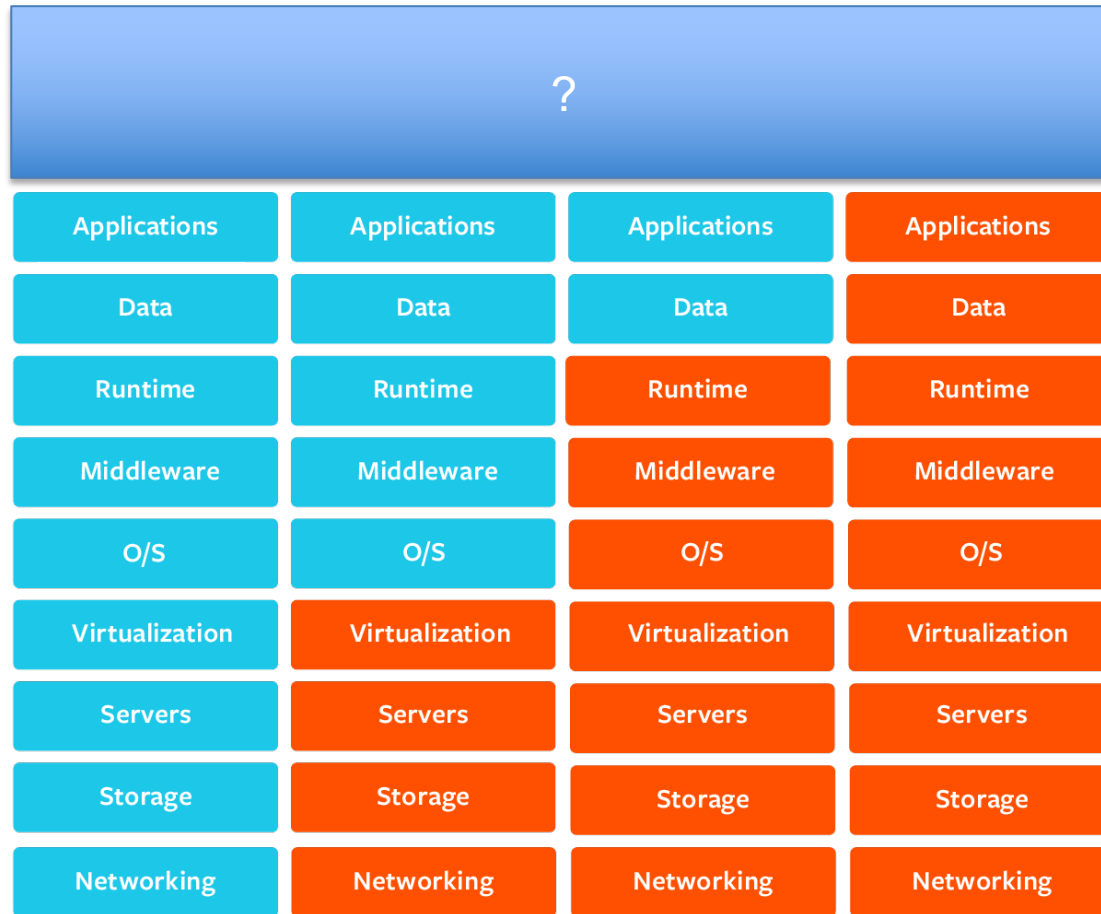 ?
Applications Applications Applications Applications
Data Data Data Data
Runtime Runtime Runtime Runtime
Middleware Middleware Middleware Middleware
O/S O/S O/S O/S
Virtualization Virtualization Virtualization Virtualization
Servers Servers Servers Servers
Storage Storage Storage Storage
Networking Networking Networking Networking